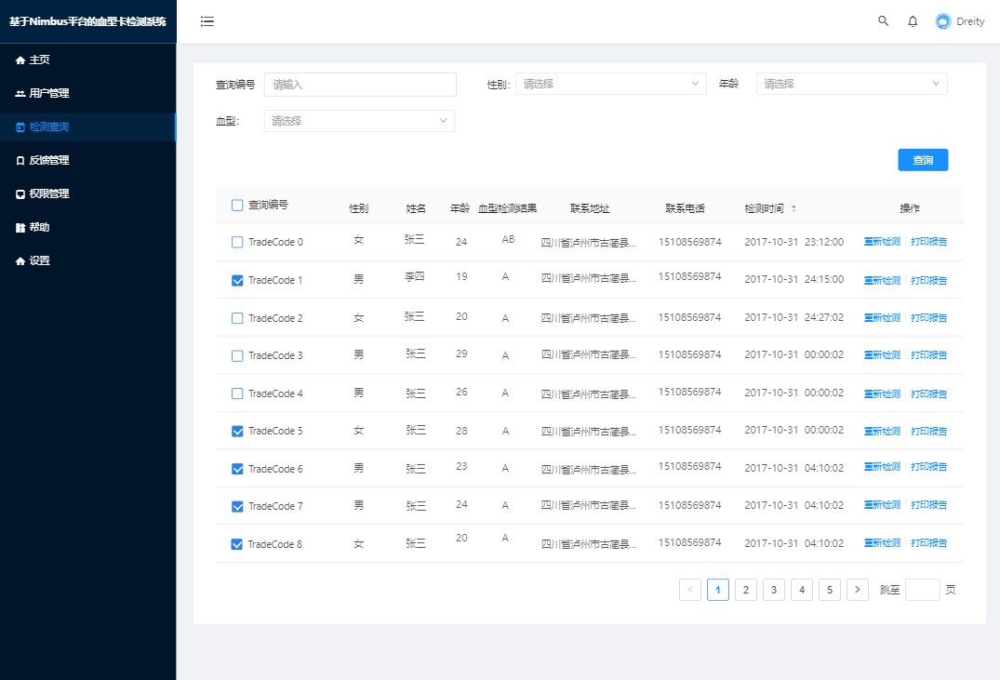 基于Nimbus平台的血型卡检测系统
Dreity
主页
用户管理
检测查询
反馈管理
权限管理
帮助
设置
查询编号 请输入 性别: 请选择 年龄 请选择
血型: 请选择
查询
查询编号 性别 姓名 年龄 血型检测结果 联系地址 联系电话 检测时间 操作
TradeCode 0 女 张三 24 AB 四川省泸州市古蔺县... 15108569874 2017-10-31 23:12:00 重新检测 打印报告
TradeCode 1 男 李四 19 A 四川省泸州市古蔺县... 15108569874 2017-10-31 24:15:00 重新检测 打印报告
TradeCode 2 女 张三 20 A 四川省泸州市古蔺县... 15108569874 2017-10-31 24:27:02 重新检测 打印报告
TradeCode 3 男 张三 29 A 四川省泸州市古蔺县... 15108569874 2017-10-31 00:00:02 重新检测 打印报告
TradeCode 4 男 张三 26 A 四川省泸州市古蔺县... 15108569874 2017-10-31 00:00:02 重新检测 打印报告
TradeCode 5 女 张三 28 A 四川省泸州市古蔺县... 15108569874 2017-10-31 00:00:02 重新检测 打印报告
TradeCode 6 男 张三 23 A 四川省泸州市古蔺县... 15108569874 2017-10-31 04:10:02 重新检测 打印报告
TradeCode 7 男 张三 24 A 四川省泸州市古蔺县... 15108569874 2017-10-31 04:10:02 重新检测 打印报告
TradeCode 8 女 张三 20 A 四川省泸州市古蔺县... 15108569874 2017-10-31 04:10:02 重新检测 打印报告
< 1 2 3 4 5 > 跳至 页